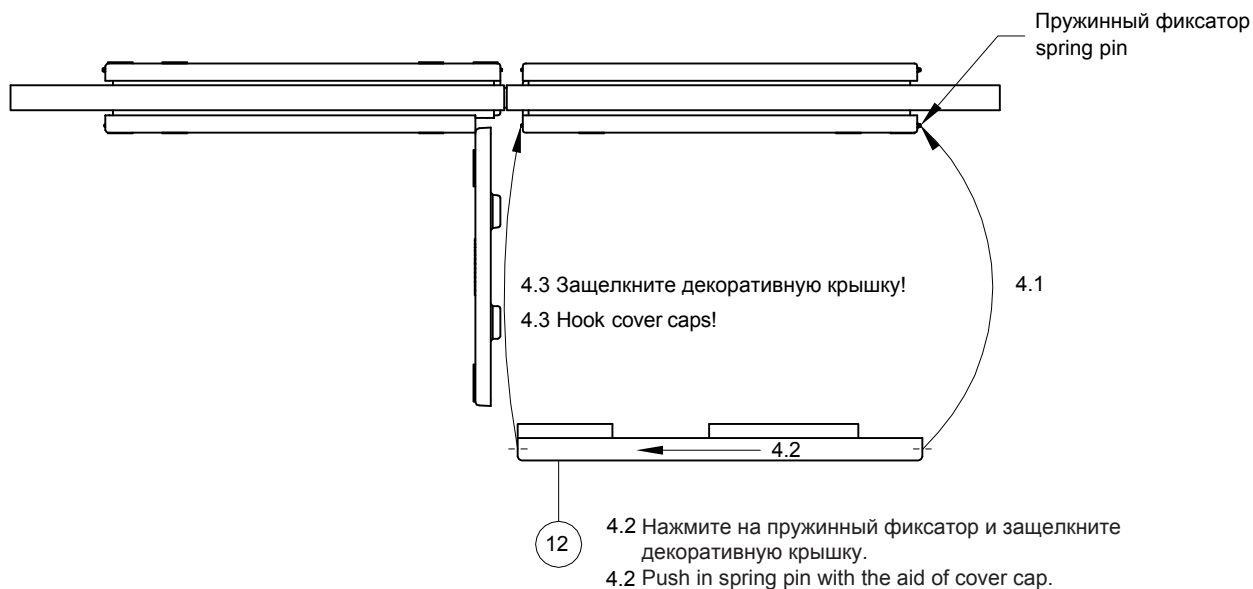 Пружинный фиксатор
spring pin
4.3 Защелкните декоративную крышку!
4.1
4.3 Hook cover caps!
4.2
12
4.2 Нажмите на пружинный фиксатор и защелкните
декоративную крышку.
4.2 Push in spring pin with the aid of cover cap.